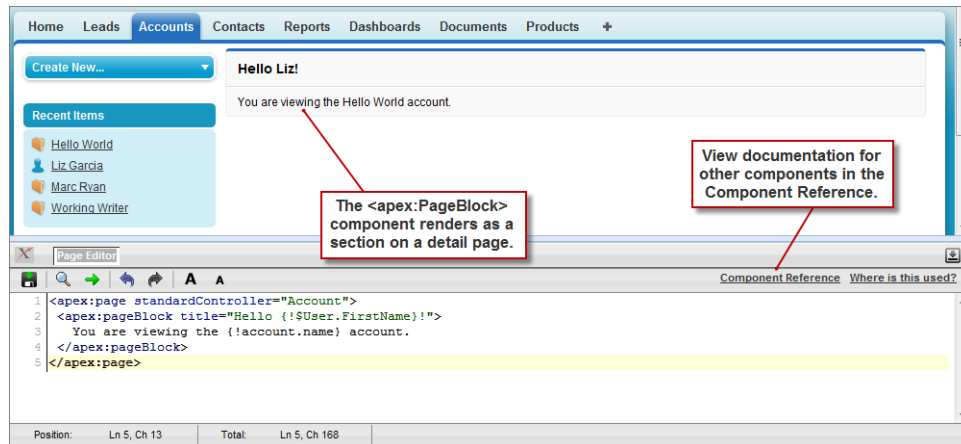 Home Leads Accounts Contacts Reports Dashboards Documents Products +
Create New...
Hello Liz!
You are viewing the Hello World account.
Recent Items
Hello World
Liz Garcia
Marc Ryan
Working Writer
The <apex:PageBlock>
component renders as a
section on a detail page.
View documentation for
other components in the
Component Reference.
Page Editor
A A
Component Reference Where is this used?
1 <apex:page standardController="Account">
2 <apex:pageBlock title="Hello {!$User.FirstName}!">
3 You are viewing the {!account.name} account.
4 </apex:pageBlock>
5 </apex:page>
Position: Ln 5, Ch 13 Total: Ln 5, Ch 168